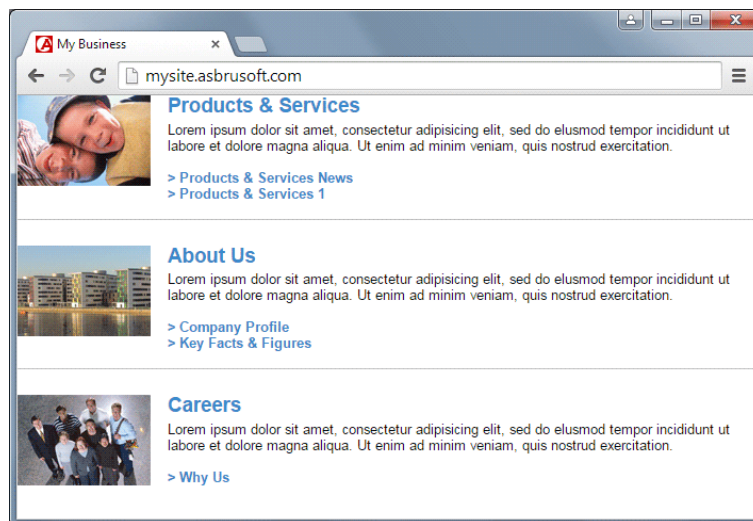 My Business
mysite.asbrusoft.com
Products & Services
Lorem ipsum dolor sit amet, consectetur adipisicing elit, sed do elusmod tempor incididunt ut
labore et dolore magna aliqua. Ut enim ad minim veniam, quis nostrud exercitation.
> Products & Services News
> Products & Services 1
About Us
Lorem ipsum dolor sit amet, consectetur adipisicing elit, sed do elusmod tempor incididunt ut
labore et dolore magna aliqua. Ut enim ad minim veniam, quis nostrud exercitation.
> Company Profile
> Key Facts & Figures
Careers
Lorem ipsum dolor sit amet, consectetur adipisicing elit, sed do elusmod tempor incididunt ut
labore et dolore magna aliqua. Ut enim ad minim veniam, quis nostrud exercitation.
> Why Us